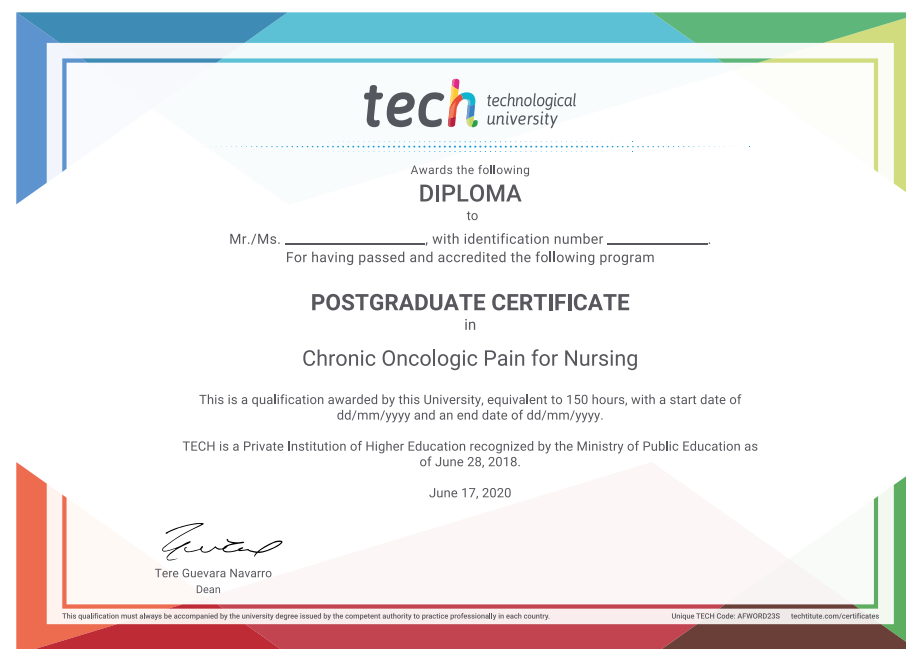 tech technological
university
Awards the following
DIPLOMA
to
Mr./Ms. ____________________, with identification number ______________.
For having passed and accredited the following program
POSTGRADUATE CERTIFICATE
in
Chronic Oncologic Pain for Nursing
This is a qualification awarded by this University, equivalent to 150 hours, with a start date of
dd/mm/yyyy and an end date of dd/mm/yyyy.
TECH is a Private Institution of Higher Education recognized by the Ministry of Public Education as
of June 28, 2018.
June 17, 2020
Tere Guevara Navarro
Dean
This qualification must always be accompanied by the university degree issued by the competent authority to practice professionally in each country.
Unique TECH Code: AFWORD23S techtitute.com/certificates